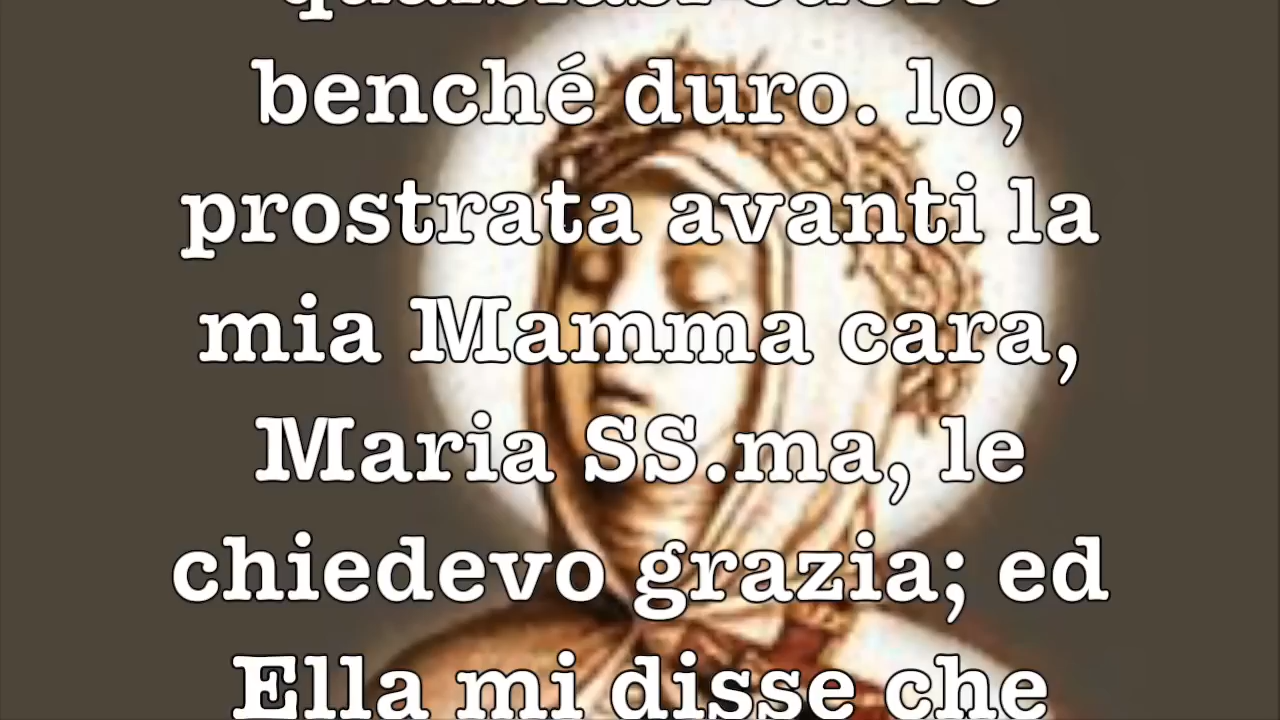 benché duro. lo,
prostrata avanti la
mia Mamma cara,
Maria SS.ma, le
chiedevo grazia; ed
Ella mi disse che